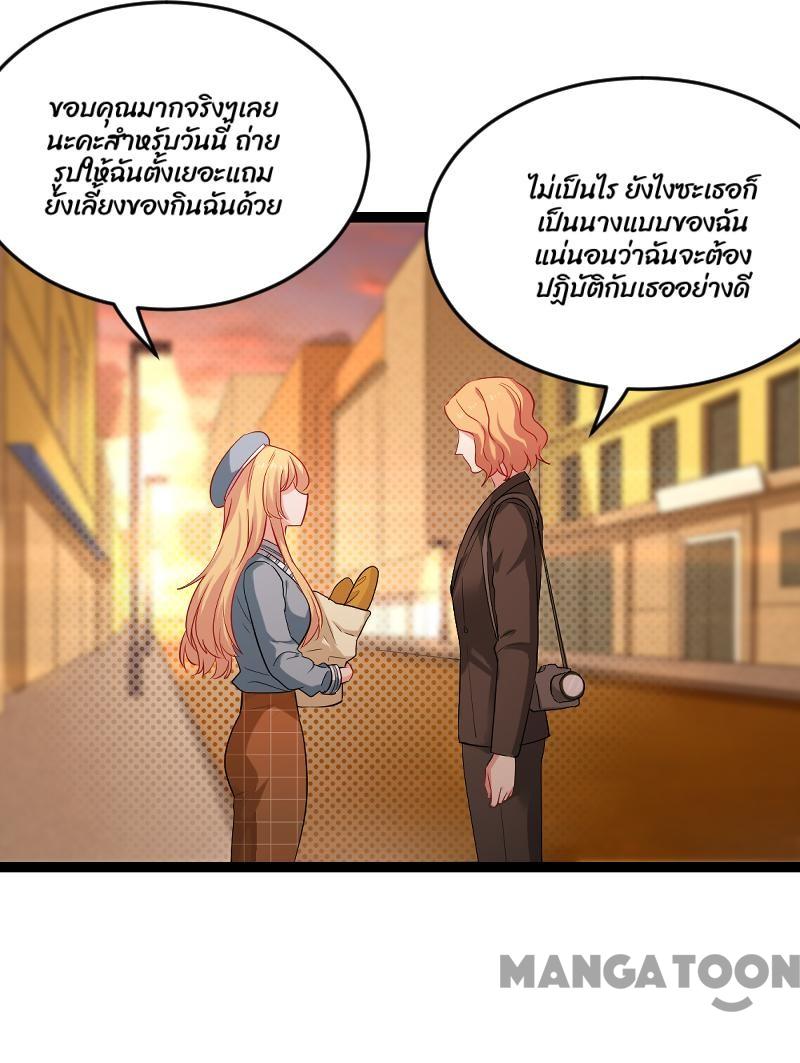 ขอบคุณมากจริงๆเลย
นะคะสำหรับวันนี้ ถ่าย
รูปให้ฉันตั้งเยอะแถม
ยังเลี้ยงของกินฉันด้วย
ไม่เป็นไร ยังไงซะเธอก็
เป็นนางแบบของฉัน
แน่นอนว่าฉันจะต้อง
ปฏิบัติกับเธออย่างดี
MANGATOON